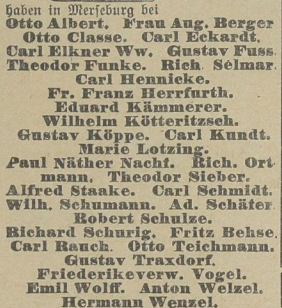 haben in Merseburg bei
Otto Albert. Frau Aug. Berger
Otto Classe. Carl Eckardt.
Carl Elkner Ww. Gustav Fuss.
Theodor Funke. Rich. Selmar.
Carl Hennicke.
Fr. Franz Herrfurth.
Eduard Kämmerer.
Wilhelm Kötteritzsch.
Gustav Köppe. Carl Kundt.
Marie Lotzing.
Paul Näther Nachf. Rich. Ort-
mann. Theodor Sieber.
Alfred Staake. Carl Schmidt.
Wilh. Schumann. Ad. Schäfer
Robert Schulze.
Richard Schurig. Fritz Behse.
Carl Rauch. Otto Teichmann.
Gustav Traxdorf.
Friederikeverw. Vogel.
Emil Wolff. Anton Welzel.
Hermann Wenzel.